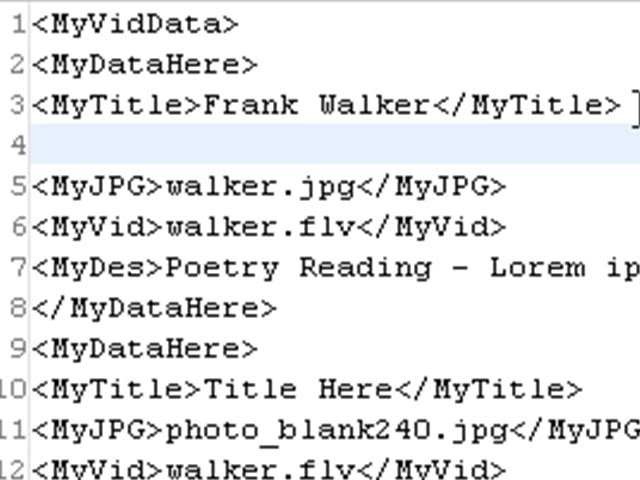 1<MyVidData>
2<MyDataHere>
3<MyTitle>Frank Walker</MyTitle>
4
5<MyJPG>walker.jpg</MyJPG>
6<MyVid>walker.flv</MyVid>
7<MyDes>Poetry Reading - Lorem ip
8</MyDataHere>
9<MyDataHere>
10<MyTitle>Title Here</MyTitle>
11<MyJPG>photo_blank240.jpg</MyJPG
12<MyVid>walker.flv</MyVid>